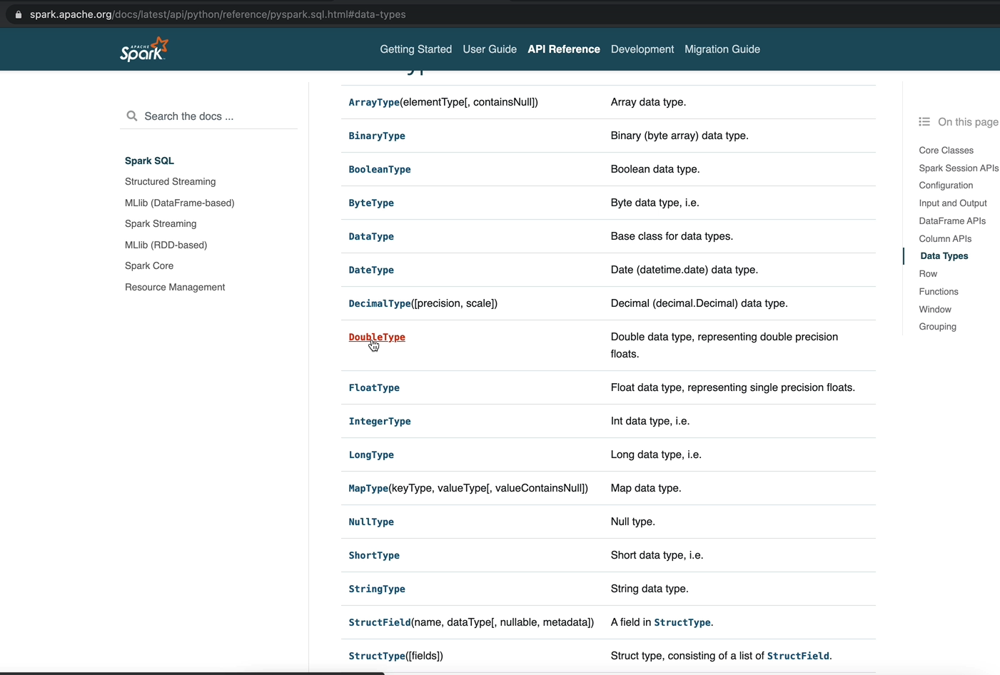 spark.apache.org/docs/latest/api/python/reference/pyspark.sql.html#data-types
APACHE
Spark
Getting Started User Guide API Reference Development Migration Guide
Search the docs ...
Spark SQL
Structured Streaming
MLlib (DataFrame-based)
Spark Streaming
MLlib (RDD-based)
Spark Core
Resource Management
ArrayType(elementType[, containsNull]) Array data type.
BinaryType Binary (byte array) data type.
BooleanType Boolean data type.
ByteType Byte data type, i.e.
DataType Base class for data types.
DateType Date (datetime.date) data type.
DecimalType([precision, scale]) Decimal (decimal.Decimal) data type.
DoubleType Double data type, representing double precision
floats.
FloatType Float data type, representing single precision floats.
IntegerType Int data type, i.e.
LongType Long data type, i.e.
MapType(keyType, valueType[, valueContainsNull]) Map data type.
NullType Null type.
ShortType Short data type, i.e.
StringType String data type.
StructField(name, dataType[, nullable, metadata]) A field in StructType.
StructType([fields]) Struct type, consisting of a list of StructField.
On this page
Core Classes
Spark Session APIs
Configuration
Input and Output
DataFrame APIs
Column APIs
Data Types
Row
Functions
Window
Grouping